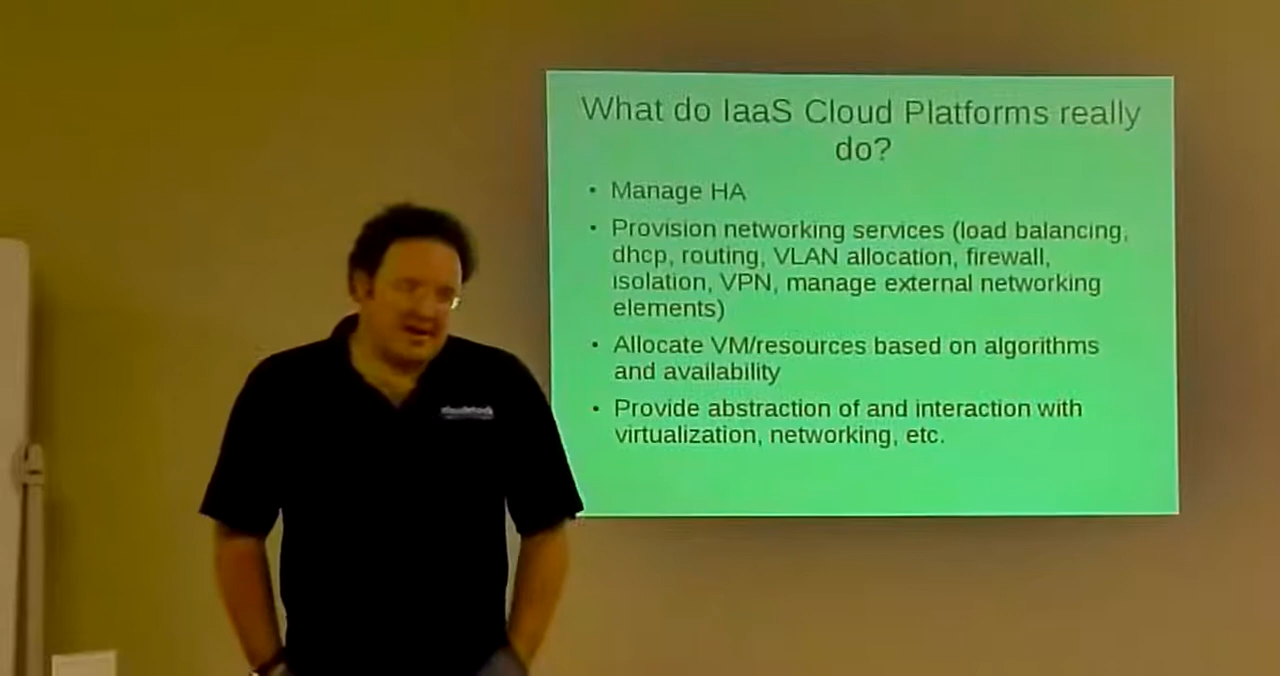 What do IaaS Cloud Platforms really
do?
• Manage HA
• Provision networking services (load balancing,
dhcp, routing, VLAN allocation, firewall,
isolation, VPN, manage external networking
elements)
• Allocate VM/resources based on algorithms
and availability
• Provide abstraction of and interaction with
virtualization, networking, etc.